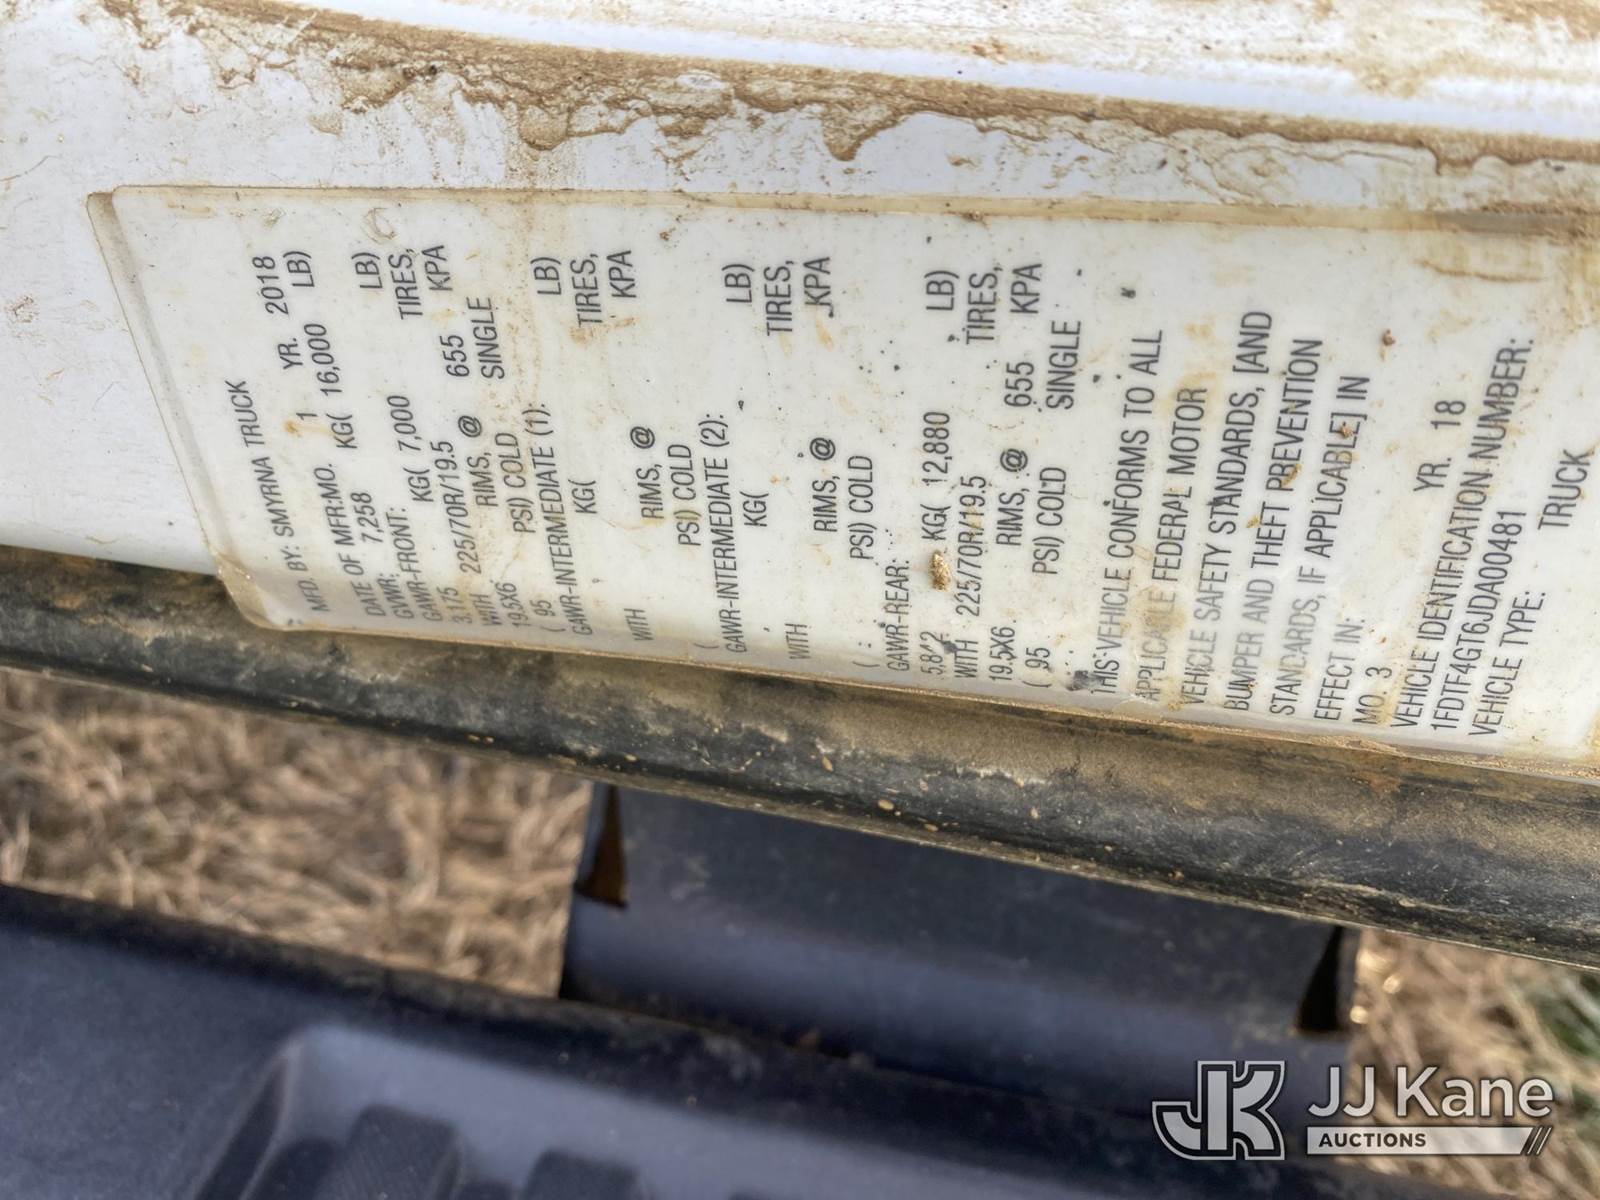 MFD. BY: SMYRNA TRUCK
DATE OF MFR:MO. 1 YR. 2018
GVWR: 7,258 KG( 16,000 LB)
GAWR-FRONT:
3,175 KG( 7,000 LB)
WITH 225/70R/19.5 TIRES,
19.5X6 RIMS, @ 655 KPA
( 95 PSI) COLD SINGLE
GAWR-INTERMEDIATE (1):
KG( LB)
WITH TIRES,
RIMS, @ KPA
( PSI) COLD
GAWR-INTERMEDIATE (2):
KG( LB)
WITH TIRES,
RIMS, @ KPA
( PSI) COLD
GAWR-REAR:
5,842 KG( 12,880 LB)
WITH 225/70R/19.5 TIRES,
19.5X6 RIMS, @ 655 KPA
( 95 PSI) COLD SINGLE
THIS VEHICLE CONFORMS TO ALL
APPLICABLE FEDERAL MOTOR
VEHICLE SAFETY STANDARDS, [AND
BUMPER AND THEFT PREVENTION
STANDARDS, IF APPLICABLE] IN
EFFECT IN:
MO. 3 YR. 18
VEHICLE IDENTIFICATION NUMBER:
1FDTF4GT6JDA00481
VEHICLE TYPE: TRUCK
JK JJ Kane
AUCTIONS